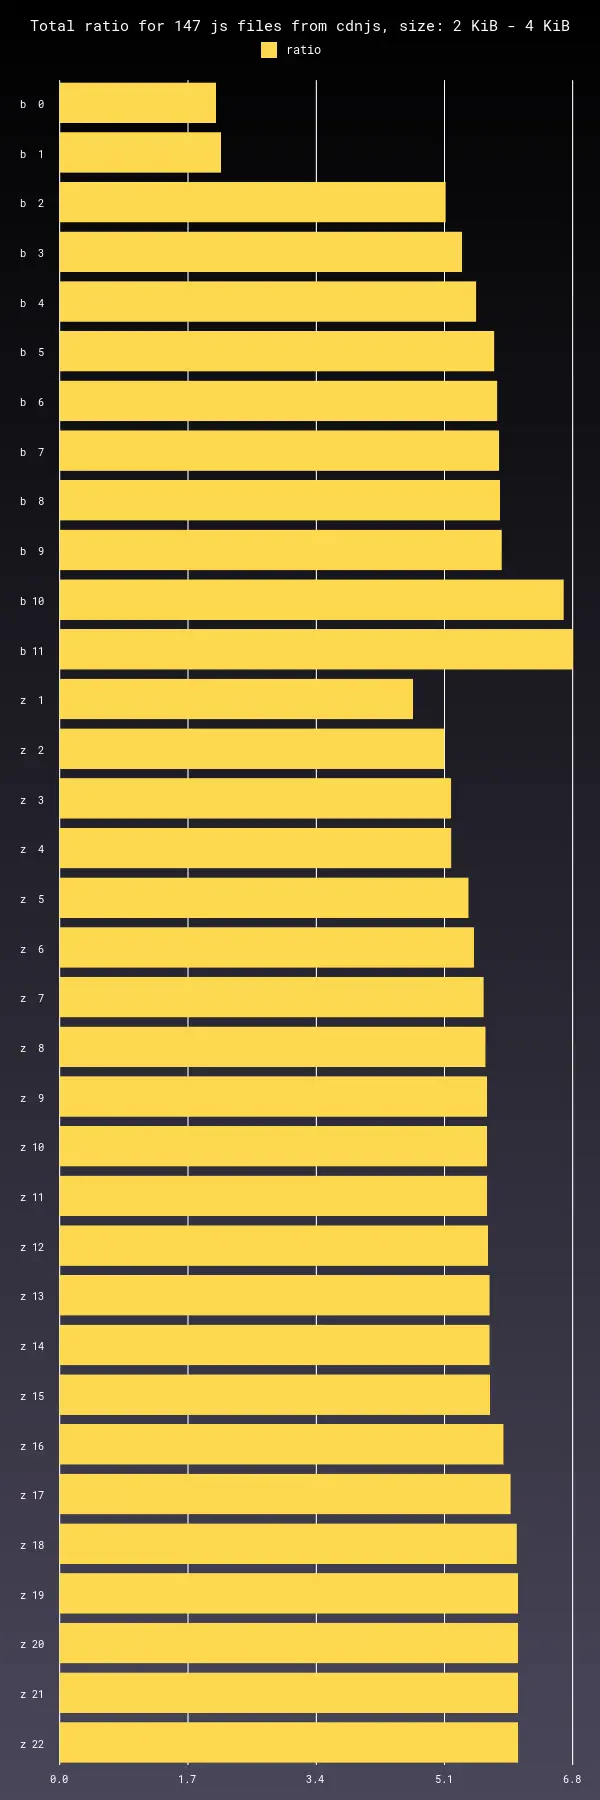 Total ratio for 147 js files from cdnjs, size: 2 KiB - 4 KiB
ratio
b  0
b  1
b  2
b  3
b  4
b  5
b  6
b  7
b  8
b  9
b 10
b 11
z  1
z  2
z  3
z  4
z  5
z  6
z  7
z  8
z  9
z 10
z 11
z 12
z 13
z 14
z 15
z 16
z 17
z 18
z 19
z 20
z 21
z 22
0.0 1.7 3.4 5.1 6.8